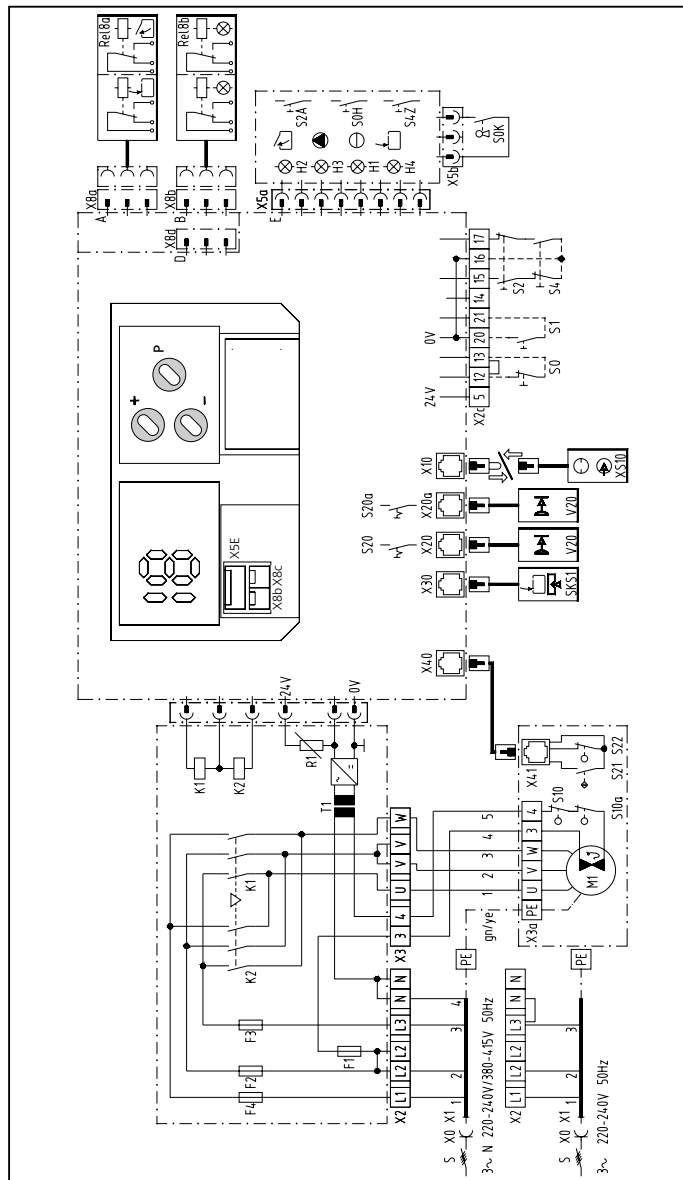 Rel8a
Rel8b
X8a
A
X8b
B
X8d
D
X5a
E
H2
H3
H1
H4
S2A
S0H
S4Z
X5b
S0K
P
+
−
X5E
X8b X8c
24V
0V
X2c
5
12
13
20
21
14
15
16
17
S0
S1
S2
S4
X10
X20a
X20
X30
X40
S20a
S20
XS10
V20
V20
SKS1
24V
0V
K1
K2
R1
T1
K1
K2
F4
F2
F3
F1
X2
L1
L2
L2
L3
N
N
X3
3
4
U
V
V
W
1
2
3
4
5
gn/ye
X3a
PE
U
V
W
3
4
X41
S10
S21
S22
S10a
M1
PE
S X0 X1
1
2
3
4
3~ N 220-240V/380-415V 50Hz
X2
L1
L2
L2
L3
N
N
PE
S X0 X1
1
2
3
3~ 220-240V 50Hz